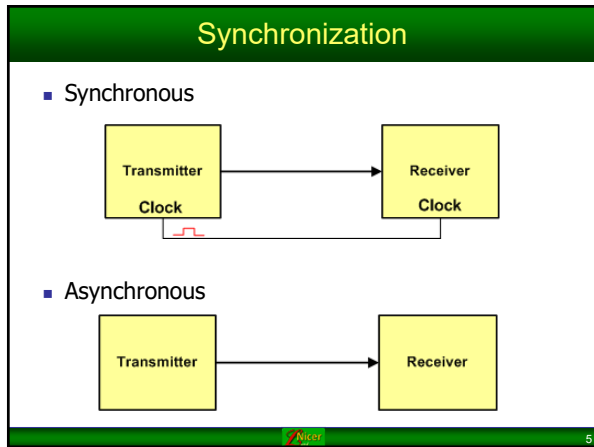 Synchronization
Synchronous
Transmitter
Receiver
Clock
Clock
Asynchronous
Transmitter
Receiver
Nicer
5